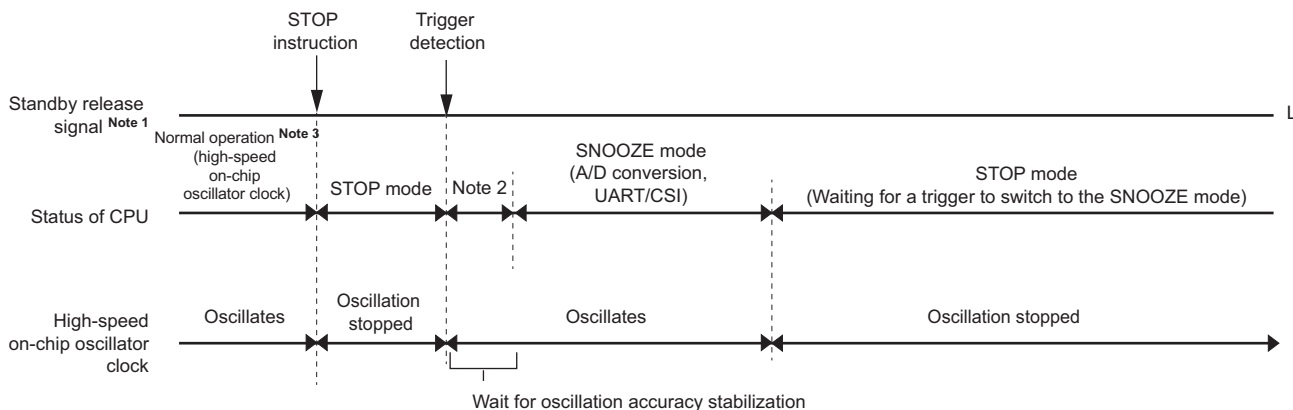 STOP
instruction
Trigger
detection
Standby release
signal Note 1
L
Normal operation Note 3
(high-speed
on-chip
oscillator clock)
STOP mode
Note 2
SNOOZE mode
(A/D conversion,
UART/CSI)
STOP mode
(Waiting for a trigger to switch to the SNOOZE mode)
Status of CPU
High-speed
on-chip oscillator
clock
Oscillates
Oscillation
stopped
Oscillates
Oscillation stopped
Wait for oscillation accuracy stabilization